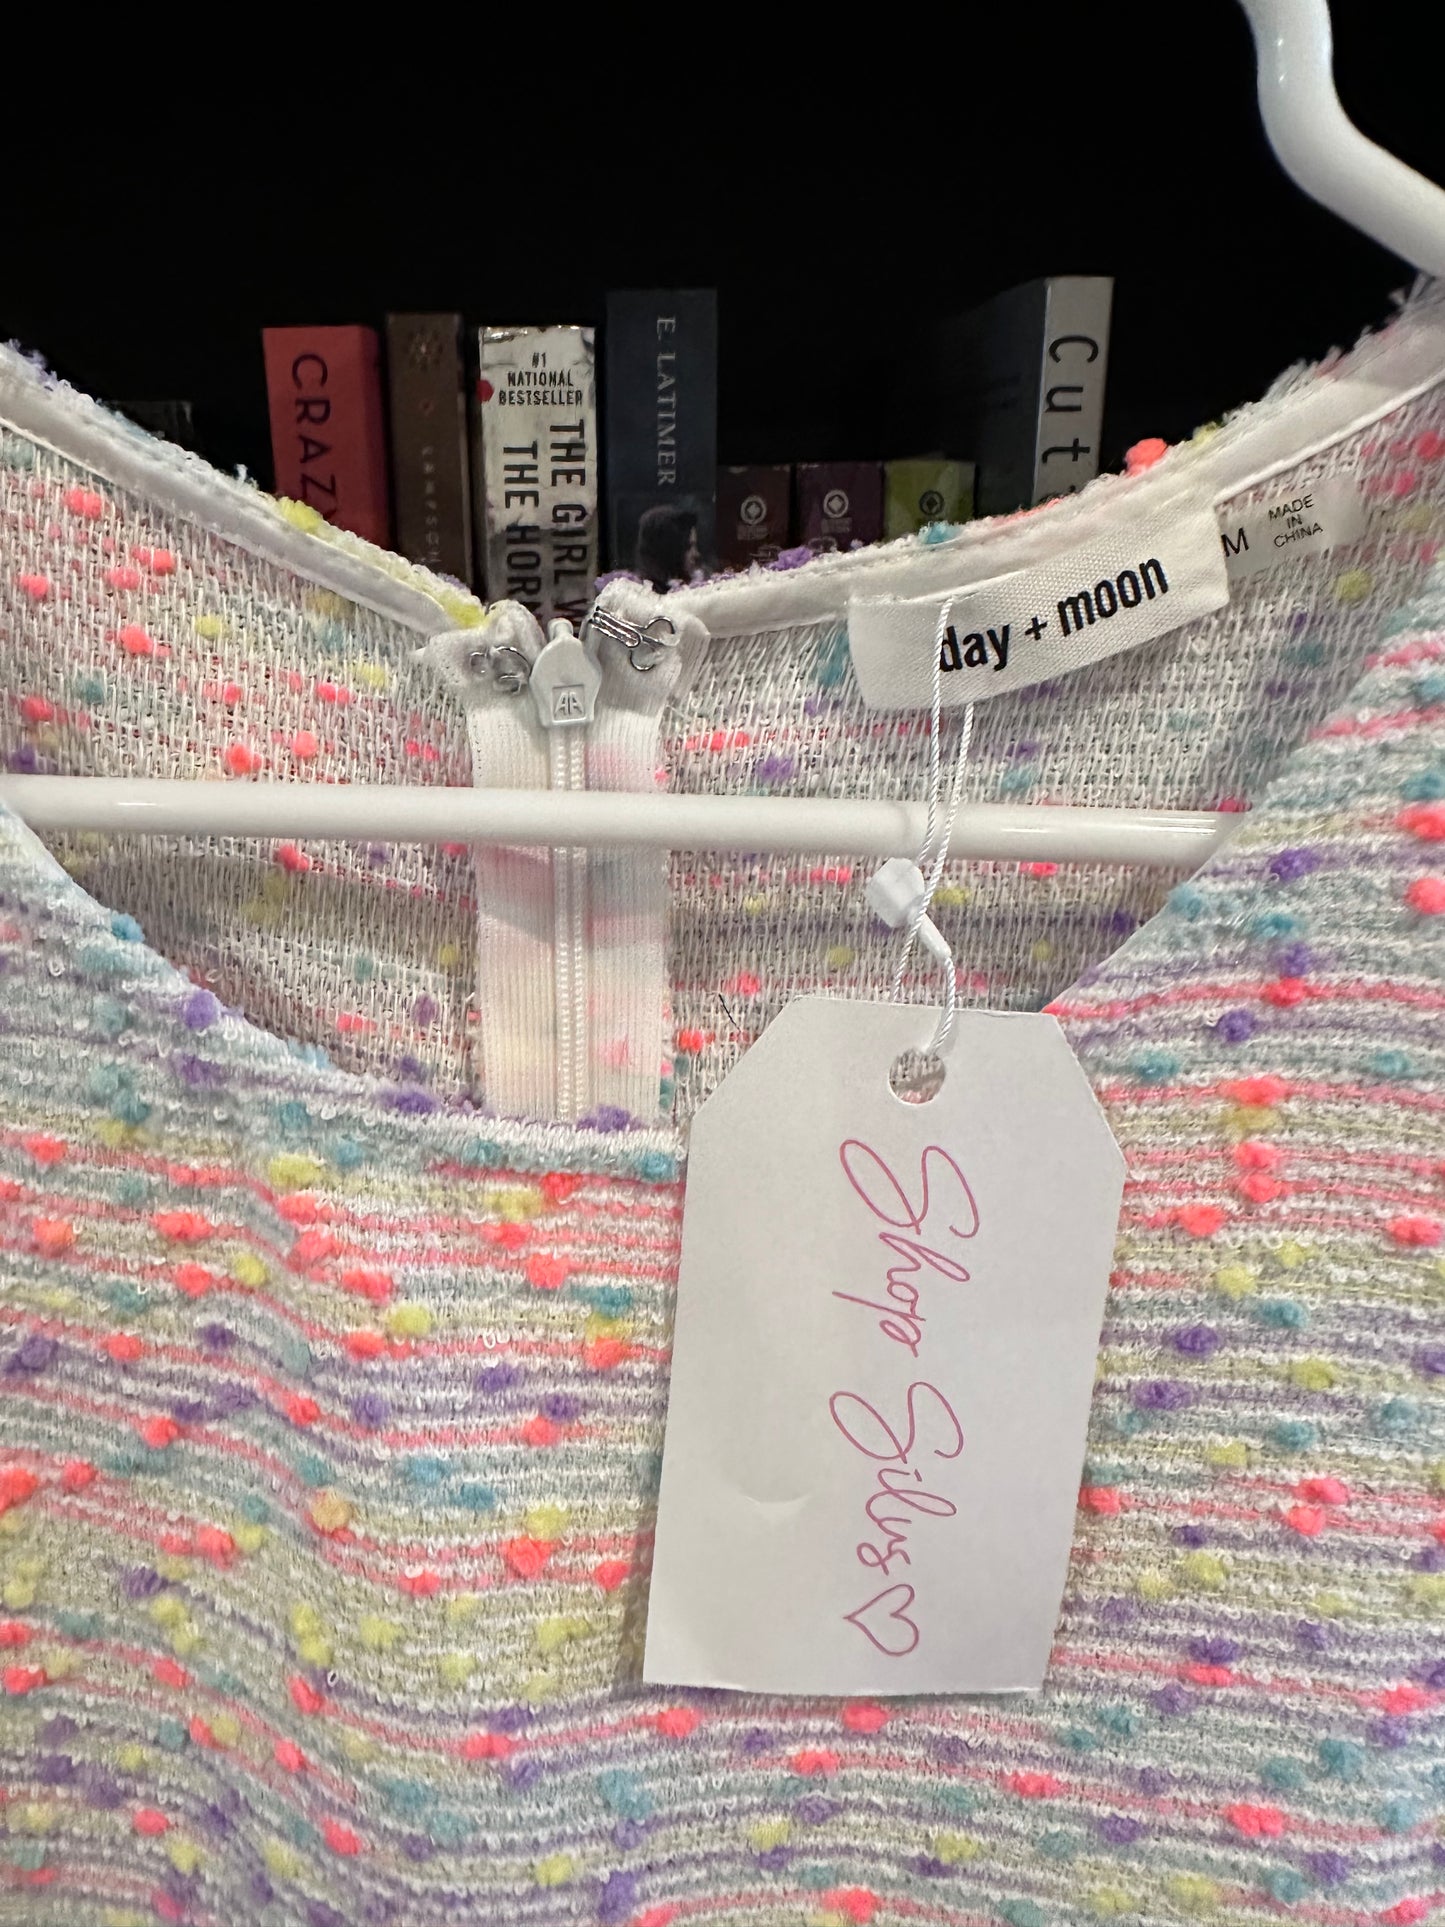 CRAZY
#1
NATIONAL
BESTSELLER
THE GIRL W
THE HORN
E. LATIMER
Cut
day + moon
M
MADE
IN
CHINA
Shop Silvs♡